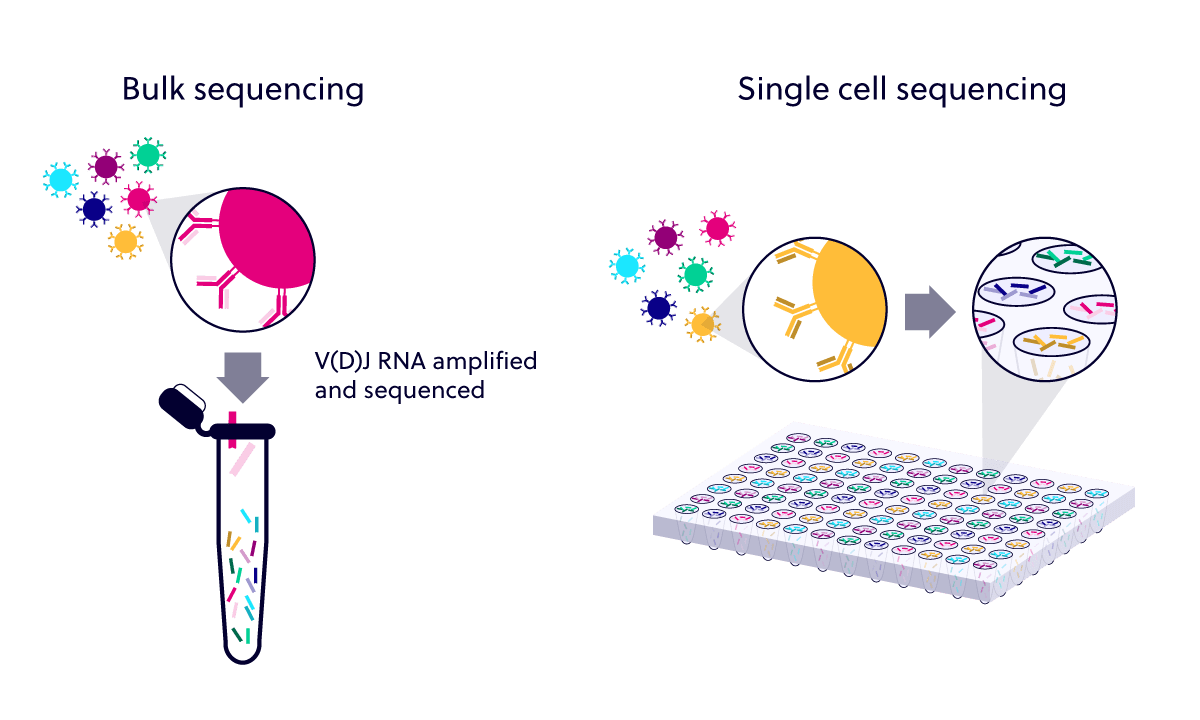 Bulk sequencing
Single cell sequencing
V(D)J RNA amplified
and sequenced